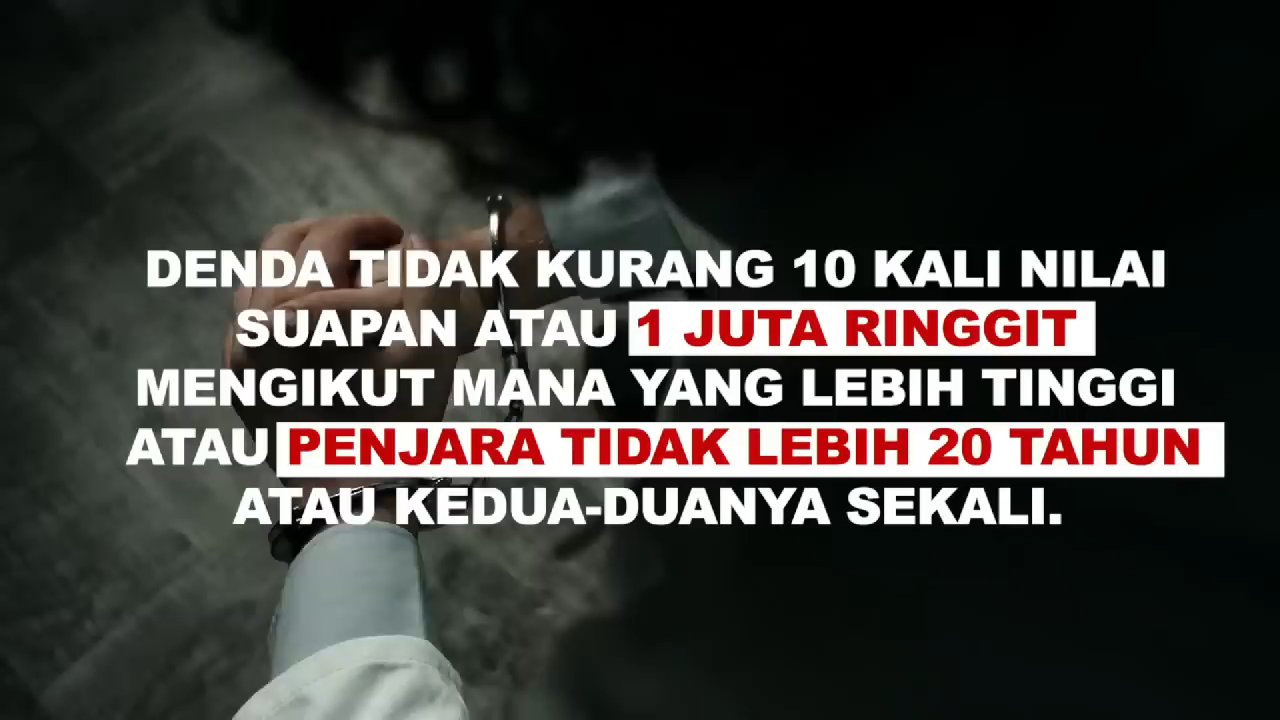 DENDA TIDAK KURANG 10 KALI NILAI
SUAPAN ATAU 1 JUTA RINGGIT
MENGIKUT MANA YANG LEBIH TINGGI
ATAU PENJARA TIDAK LEBIH 20 TAHUN
ATAU KEDUA-DUANYA SEKALI.